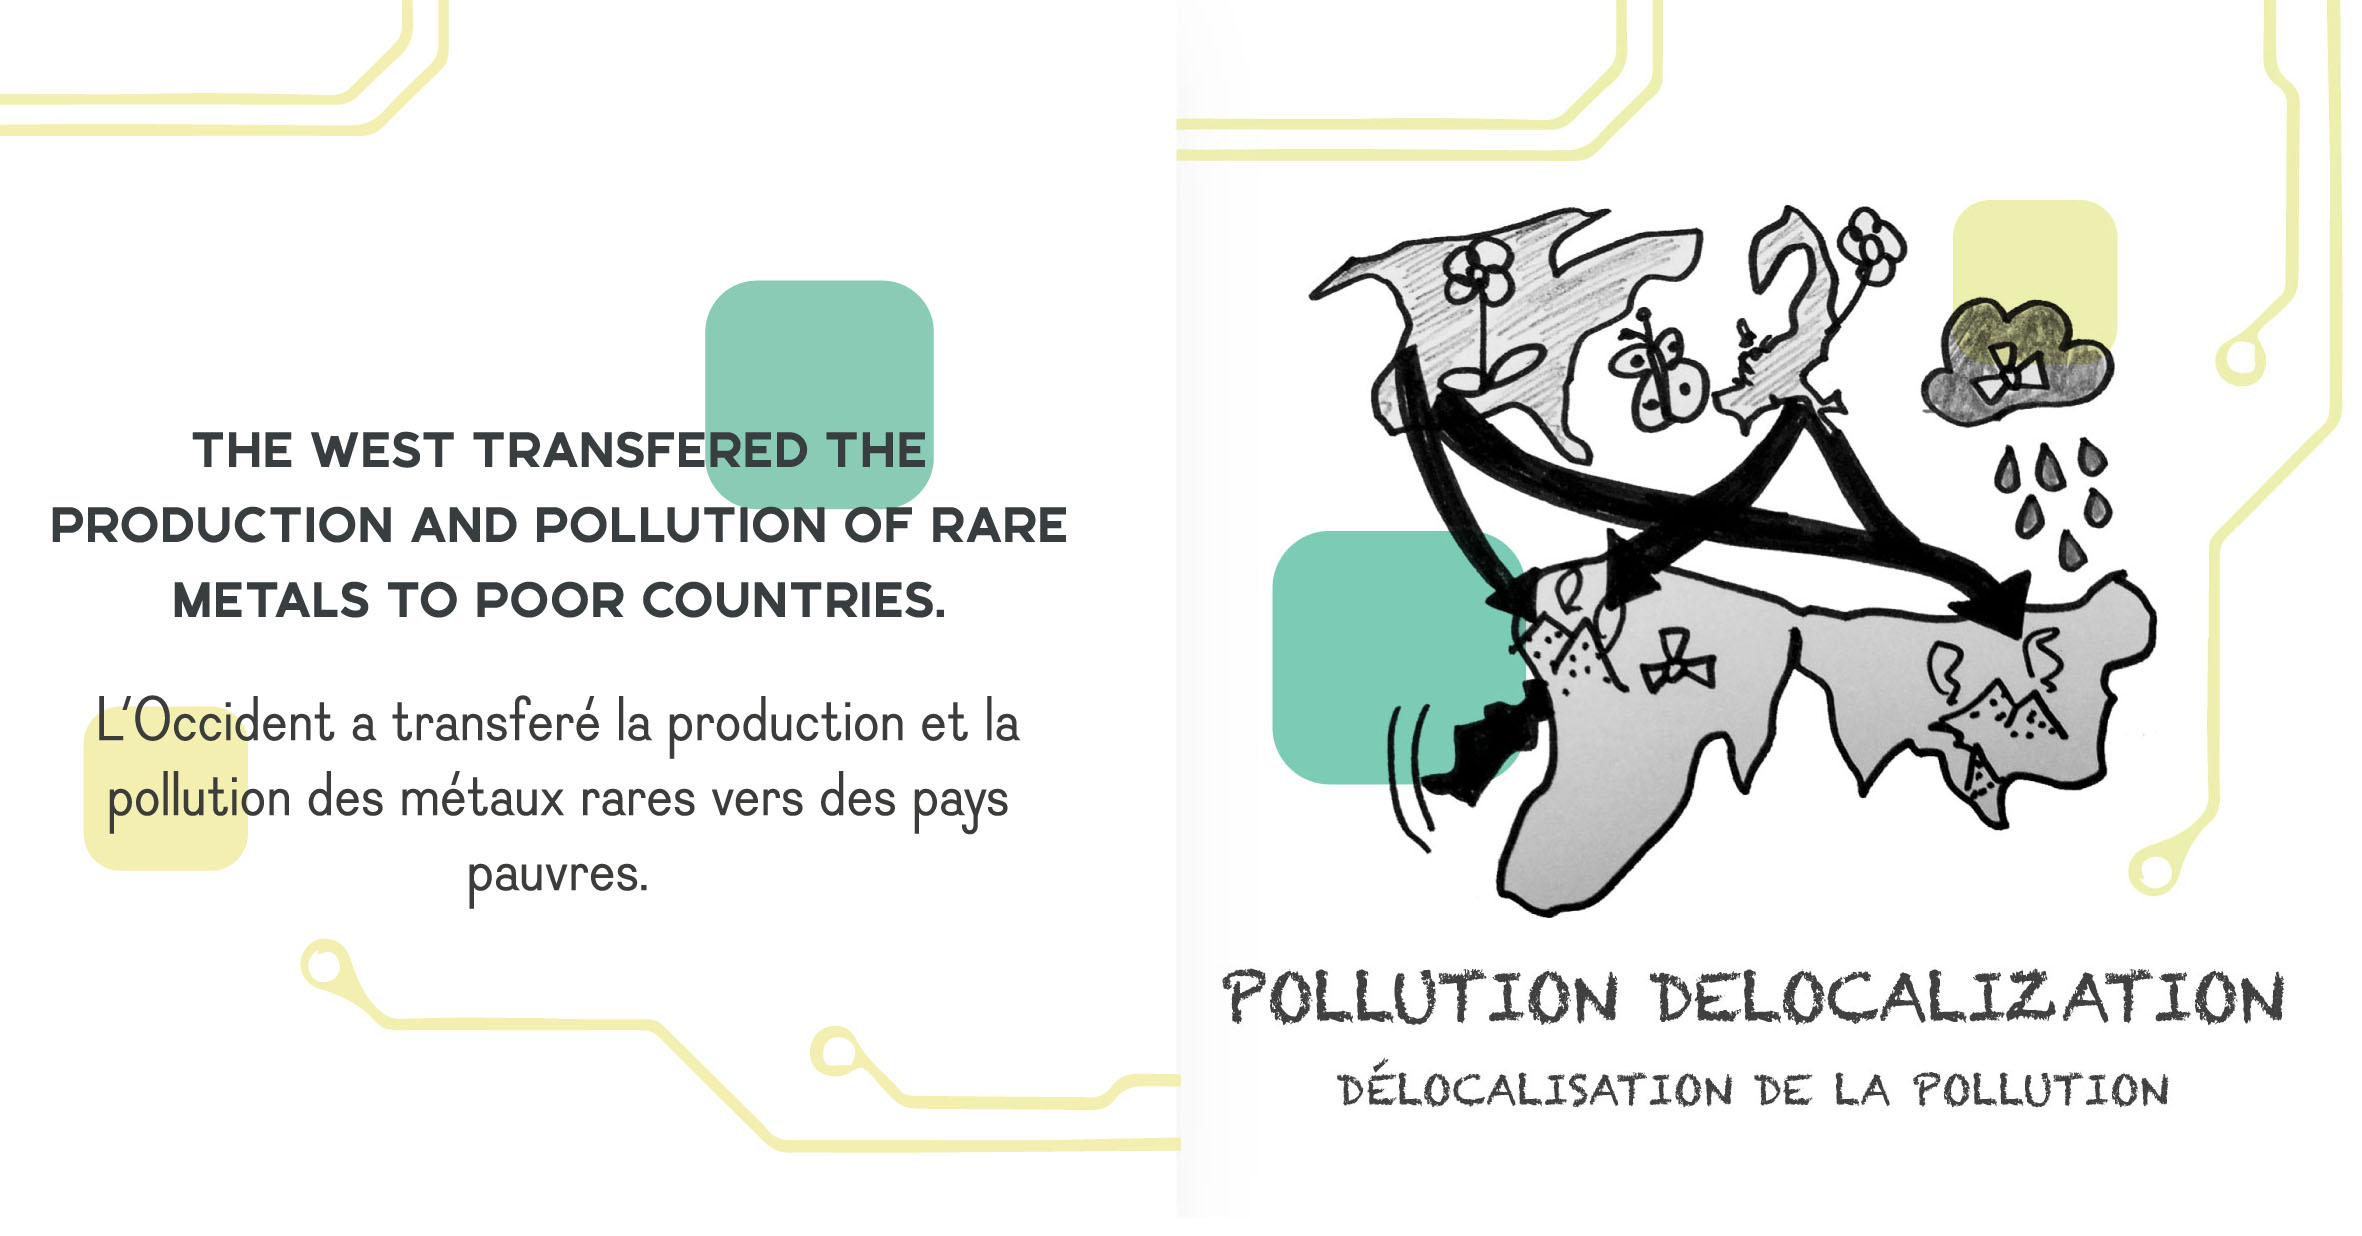 THE WEST TRANSFERED THE
PRODUCTION AND POLLUTION OF RARE
METALS TO POOR COUNTRIES.
L'Occident a transferé la production et la
pollution des métaux rares vers des pays
pauvres.
POLLUTION DELOCALIZATION
DÉLOCALISATION DE LA POLLUTION